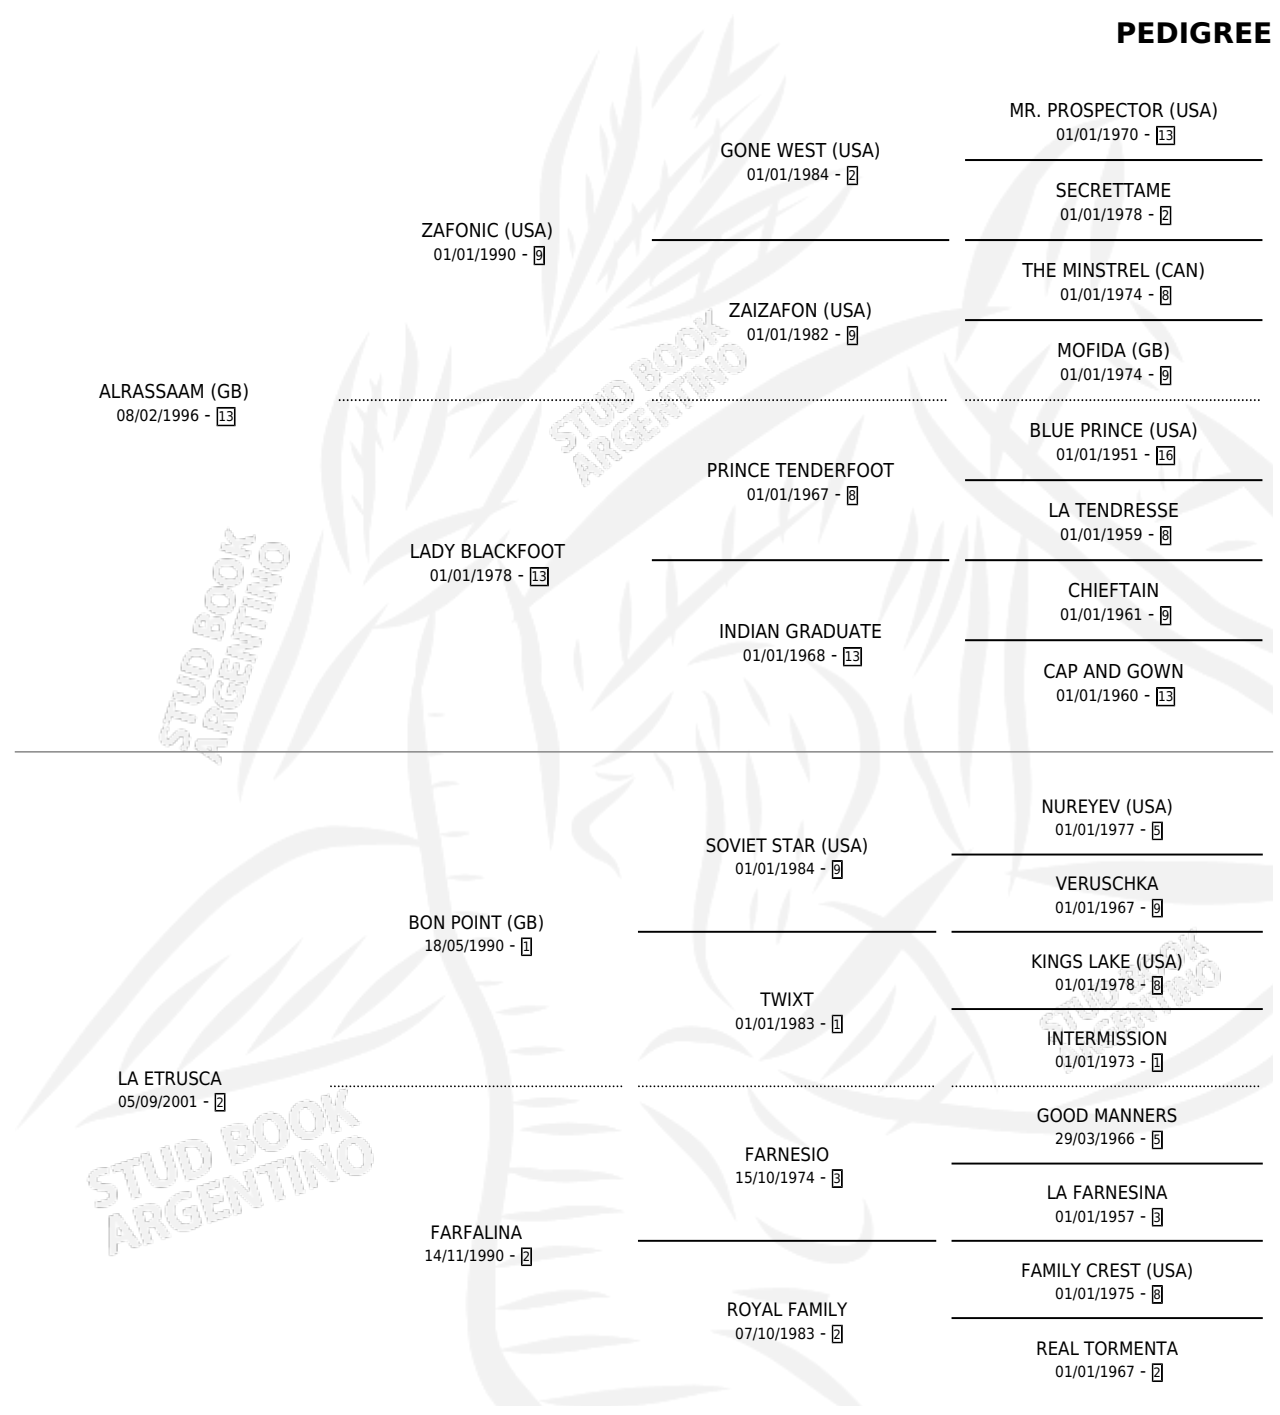 PEDIGREE
MR. PROSPECTOR (USA)
01/01/1970 - 13
GONE WEST (USA)
01/01/1984 - 2
SECRETTAME
01/01/1978 - 2
ZAFONIC (USA)
01/01/1990 - 9
THE MINSTREL (CAN)
01/01/1974 - 8
ZAIZAFON (USA)
01/01/1982 - 9
MOFIDA (GB)
01/01/1974 - 9
ALRASSAAM (GB)
08/02/1996 - 13
BLUE PRINCE (USA)
01/01/1951 - 16
PRINCE TENDERFOOT
01/01/1967 - 8
LA TENDRESSE
01/01/1959 - 8
LADY BLACKFOOT
01/01/1978 - 13
CHIEFTAIN
01/01/1961 - 9
INDIAN GRADUATE
01/01/1968 - 13
CAP AND GOWN
01/01/1960 - 13
NUREYEV (USA)
01/01/1977 - 5
SOVIET STAR (USA)
01/01/1984 - 9
VERUSCHKA
01/01/1967 - 9
BON POINT (GB)
18/05/1990 - 1
KINGS LAKE (USA)
01/01/1978 - 8
TWIXT
01/01/1983 - 1
INTERMISSION
01/01/1973 - 1
LA ETRUSCA
05/09/2001 - 2
GOOD MANNERS
29/03/1966 - 5
FARNESIO
15/10/1974 - 3
LA FARNESINA
01/01/1957 - 3
FARFALINA
14/11/1990 - 2
FAMILY CREST (USA)
01/01/1975 - 8
ROYAL FAMILY
07/10/1983 - 2
REAL TORMENTA
01/01/1967 - 2
STUD BOOK
ARGENTINO
STUD BOOK
ARGENTINO
STUD BOOK
ARGENTINO
STUD BOOK
ARGENTINO